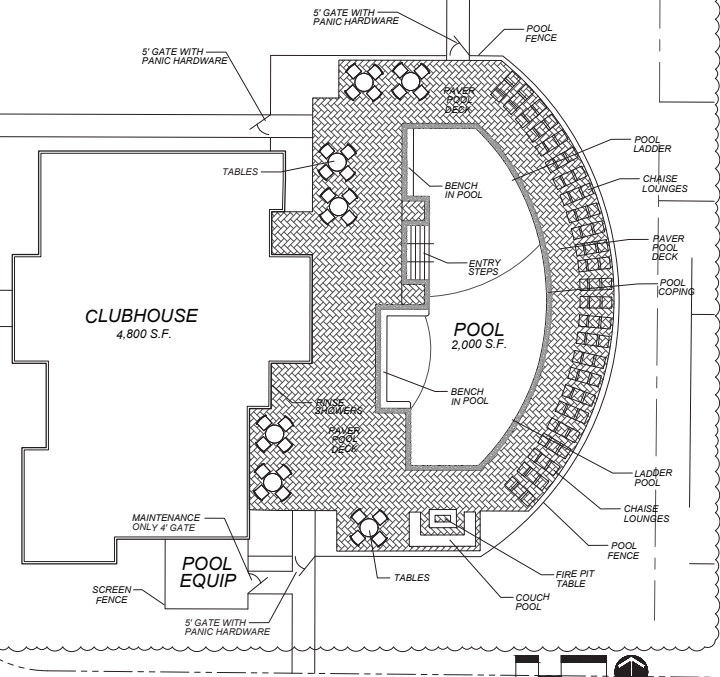 5' GATE WITH
PANIC HARDWARE
POOL
FENCE
5' GATE WITH
PANIC HARDWARE
PAVER
POOL
DECK
POOL
LADDER
TABLES
CHAISE
LOUNGES
BENCH
IN POOL
PAVER
POOL
DECK
ENTRY
STEPS
POOL
COPING
CLUBHOUSE
4,800 S.F.
POOL
2,000 S.F.
BENCH
IN POOL
RINSE
SHOWERS
PAVER
POOL
DECK
LADDER
POOL
CHAISE
LOUNGES
MAINTENANCE
ONLY 4' GATE
POOL
FENCE
POOL
EQUIP
FIRE PIT
TABLE
TABLES
SCREEN
FENCE
COUCH
POOL
5' GATE WITH
PANIC HARDWARE